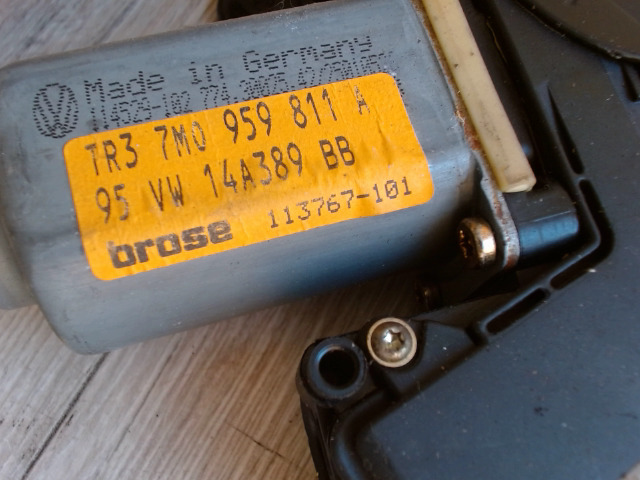 Made in Germany
TR3 7M0 959 811 A
95 VW 14A389 BB
brose 113767-101